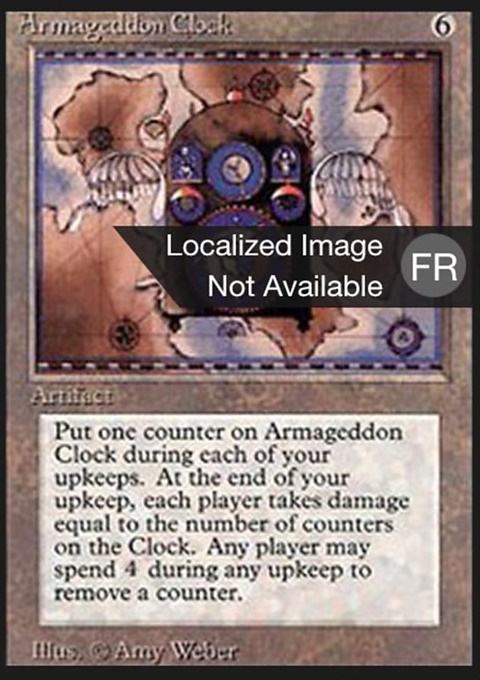 Armageddon Clock 6
Localized Image
Not Available
FR
Artifact
Put one counter on Armageddon
Clock during each of your
upkeeps. At the end of your
upkeep, each player takes damage
equal to the number of counters
on the Clock. Any player may
spend 4 during any upkeep to
remove a counter.
Illus. © Amy Weber